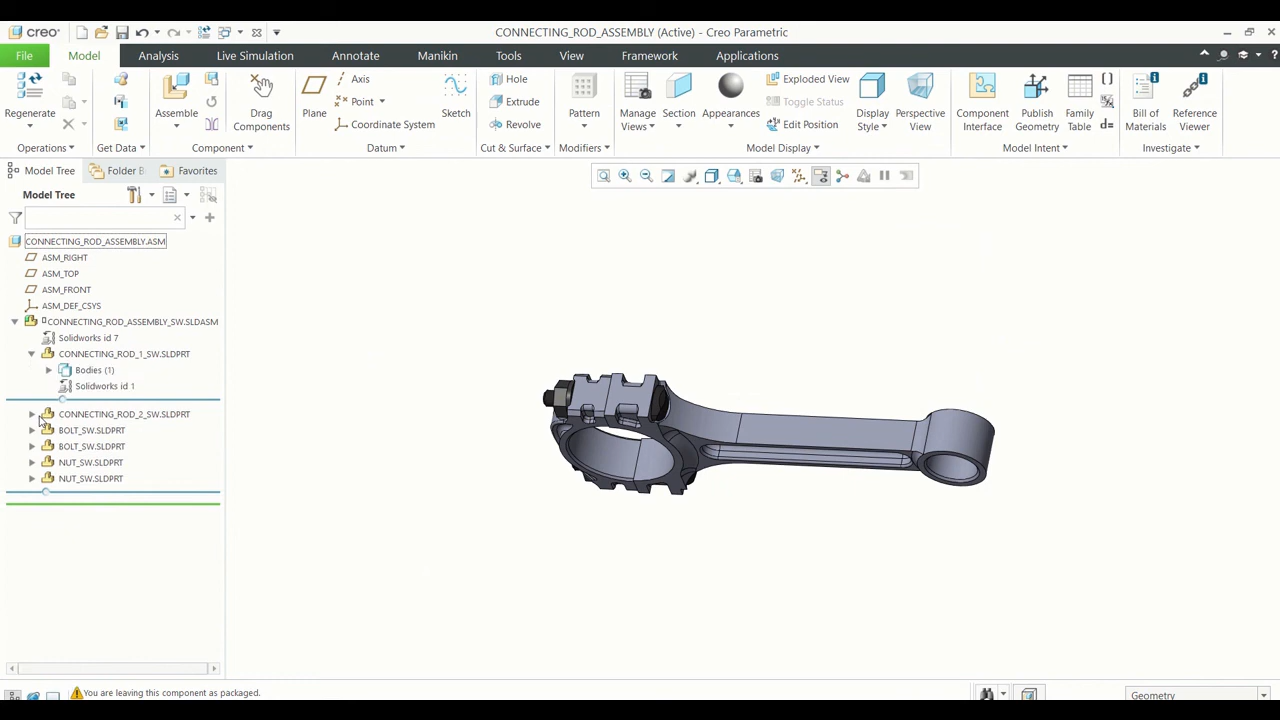 creo
CONNECTING_ROD_ASSEMBLY (Active) - Creo Parametric
File Model Analysis Live Simulation Annotate Manikin Tools View Framework Applications
Regenerate
Operations
Get Data
Assemble
Drag Components
Component
Plane
Axis
Point
Coordinate System
Sketch
Datum
Hole
Extrude
Revolve
Cut & Surface
Pattern
Modifiers
Manage Views
Section
Appearances
Exploded View
Toggle Status
Edit Position
Display Style
Perspective View
Model Display
Component Interface
Publish Geometry
Family Table
Model Intent
Bill of Materials
Reference Viewer
Investigate
Model Tree
Folder B
Favorites
Model Tree
CONNECTING_ROD_ASSEMBLY.ASM
ASM_RIGHT
ASM_TOP
ASM_FRONT
ASM_DEF_CSYS
CONNECTING_ROD_ASSEMBLY_SW.SLDASM
Solidworks id 7
CONNECTING_ROD_1_SW.SLDPRT
Bodies (1)
Solidworks id 1
CONNECTING_ROD_2_SW.SLDPRT
BOLT_SW.SLDPRT
BOLT_SW.SLDPRT
NUT_SW.SLDPRT
NUT_SW.SLDPRT
You are leaving this component as packaged.
Geometry